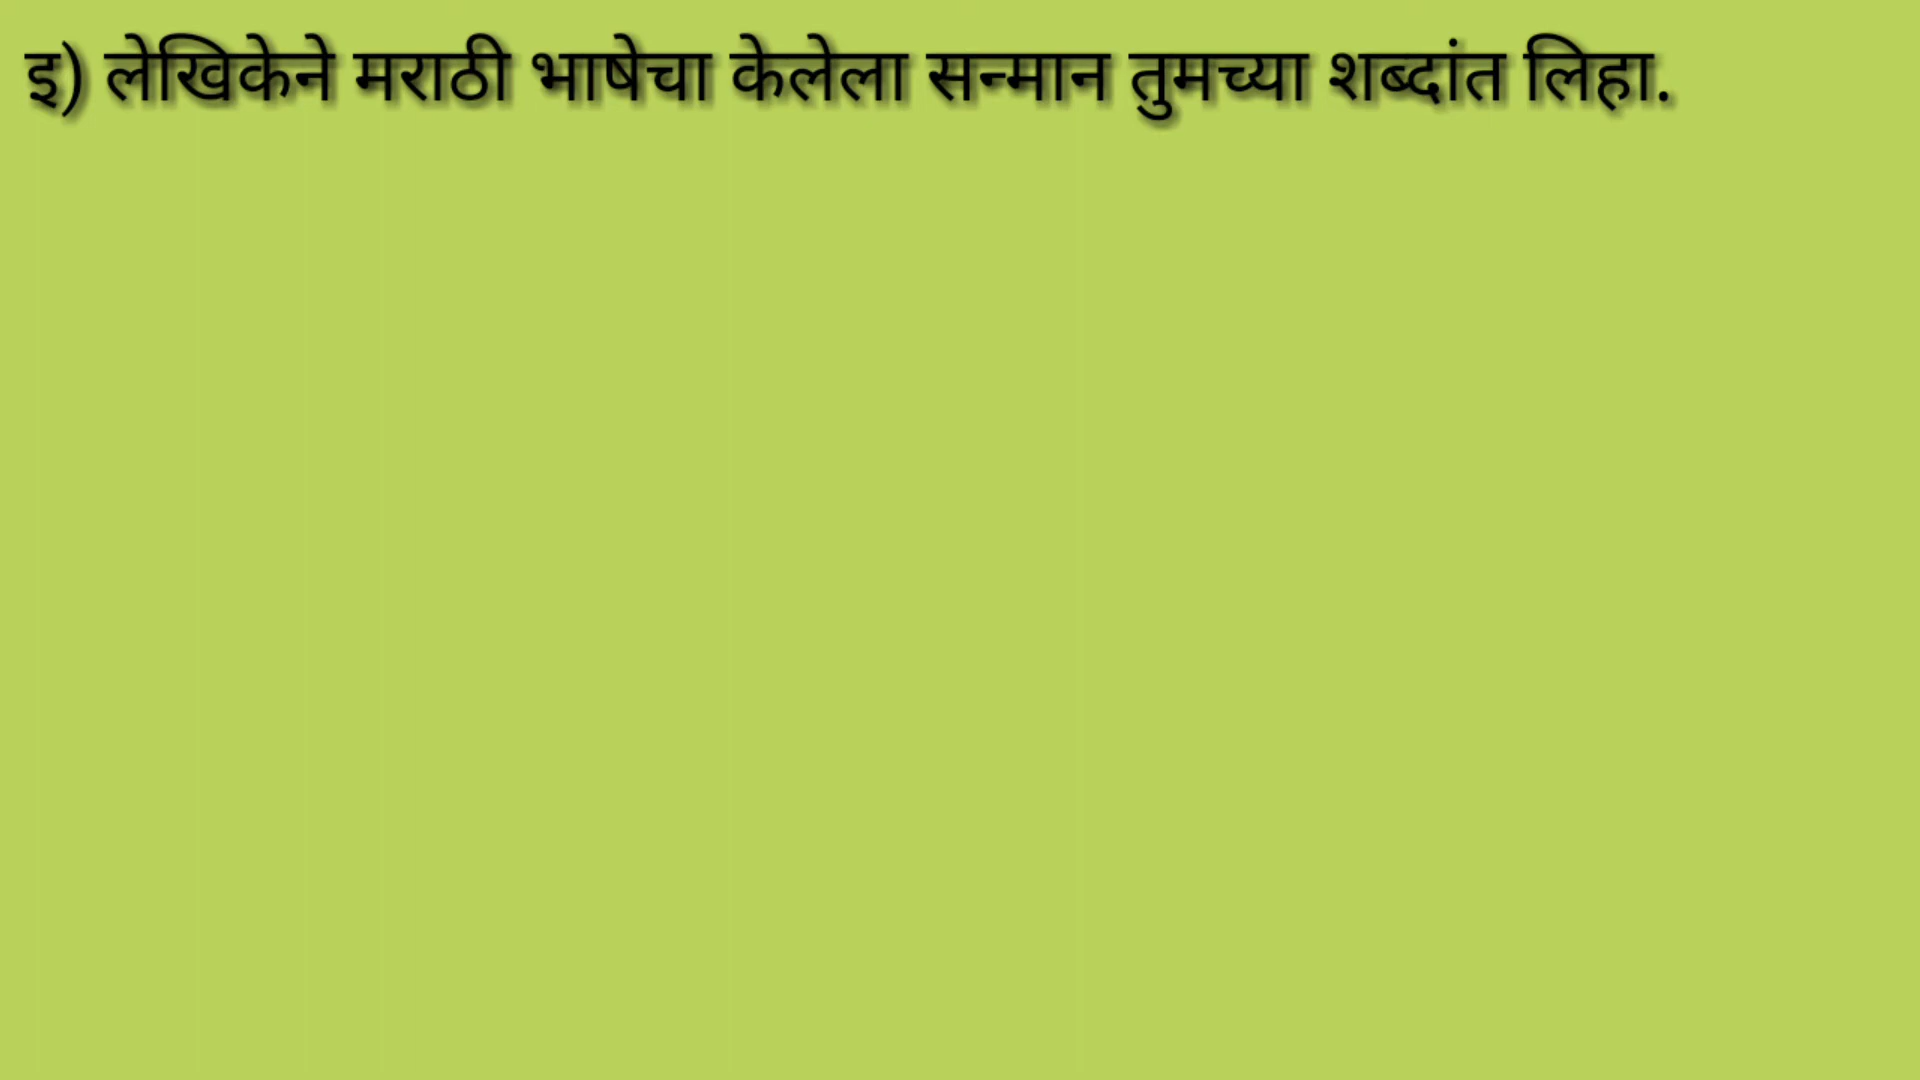 इ) लेखिकेने मराठी भाषेचा केलेला सन्मान तुमच्या शब्दांत लिहा.